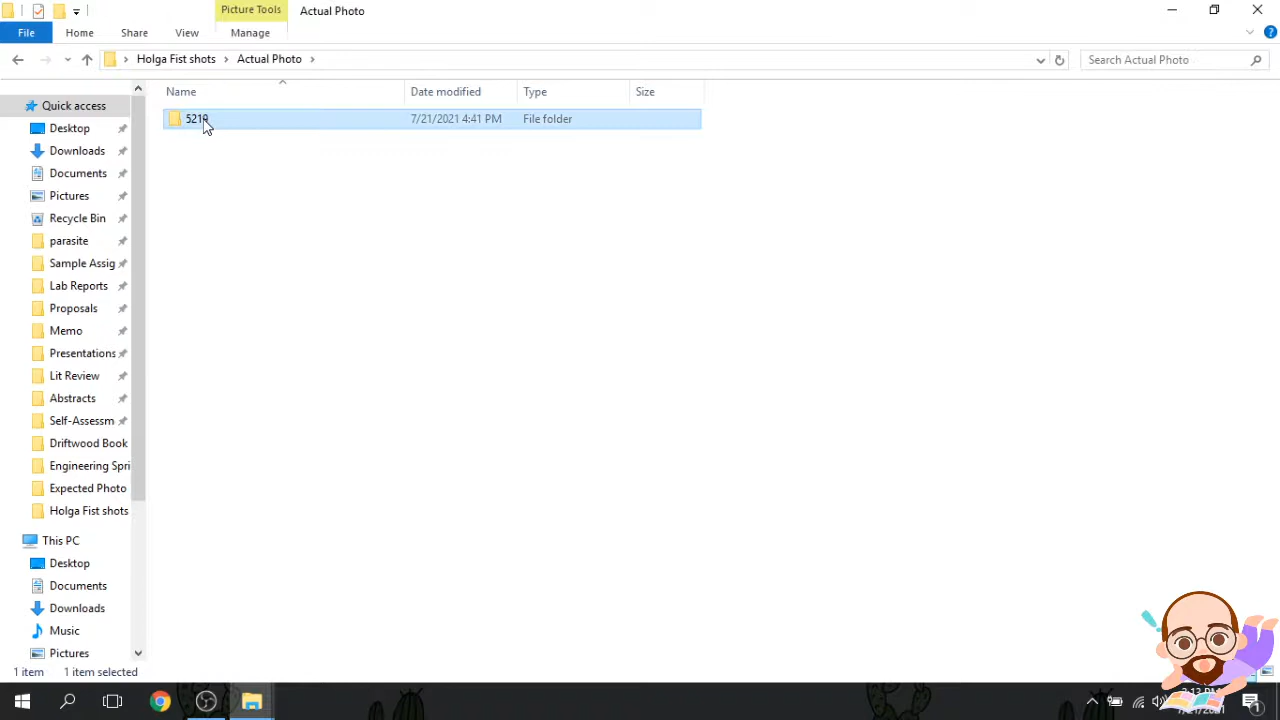 Picture Tools
Actual Photo
File
Home
Share
View
Manage
Holga Fist shots
Actual Photo
Search Actual Photo
Name
Date modified
Type
Size
5219
7/21/2021 4:41 PM
File folder
Quick access
Desktop
Downloads
Documents
Pictures
Recycle Bin
parasite
Sample Assig
Lab Reports
Proposals
Memo
Presentations
Lit Review
Abstracts
Self-Assessm
Driftwood Book
Engineering Spri
Expected Photo
Holga Fist shots
This PC
Desktop
Documents
Downloads
Music
Pictures
1 item
1 item selected